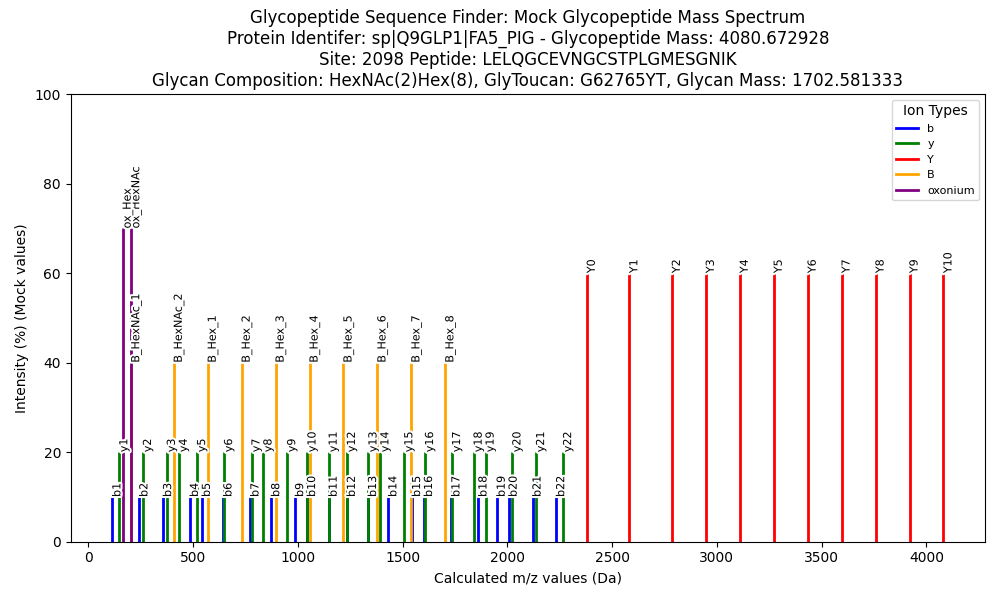 Glycopeptide Sequence Finder: Mock Glycopeptide Mass Spectrum
Protein Identifer: sp|Q9GLP1|FA5_PIG - Glycopeptide Mass: 4080.672928
Site: 2098 Peptide: LELQGCEVNGCSTPLGMESGNIK
Glycan Composition: HexNAc(2)Hex(8), GlyToucan: G62765YT, Glycan Mass: 1702.581333
Intensity (%) (Mock values)
100
80
60
40
20
0
Ion Types
b
y
Y
B
oxonium
ox_Hex
ox_HexNAc
Y0
Y1
Y2
Y3
Y4
Y5
Y6
Y7
Y8
Y9
Y10
B_HexNAc_1
B_HexNAc_2
B_Hex_1
B_Hex_2
B_Hex_3
B_Hex_4
B_Hex_5
B_Hex_6
B_Hex_7
B_Hex_8
y1
y2
y3
y4
y5
y6
y7
y8
y9
y10
y11
y12
y13
y14
y15
y16
y17
y18
y19
y20
y21
y22
b1
b2
b3
b4
b5
b6
b7
b8
b9
b10
b11
b12
b13
b14
b15
b16
b17
b18
b19
b20
b21
b22
0
500
1000
1500
2000
2500
3000
3500
4000
Calculated m/z values (Da)